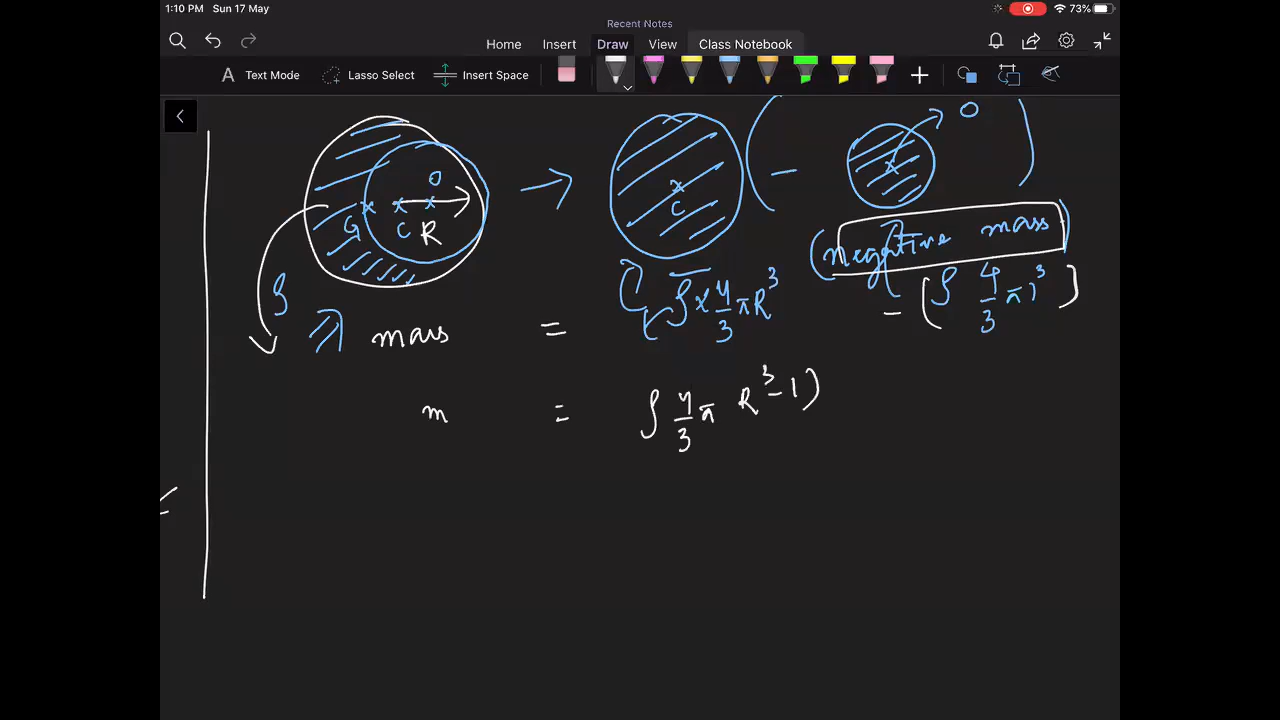 1:10 PM Sun 17 May
73%
Recent Notes
Home Insert Draw View Class Notebook
A Text Mode Lasso Select Insert Space
O
O
G C R
C
(negative mass)
ρ
ρ × 4/3 π R³
- (ρ 4/3 π 1³)
mass =
m = ρ 4/3 π R³ - 1)